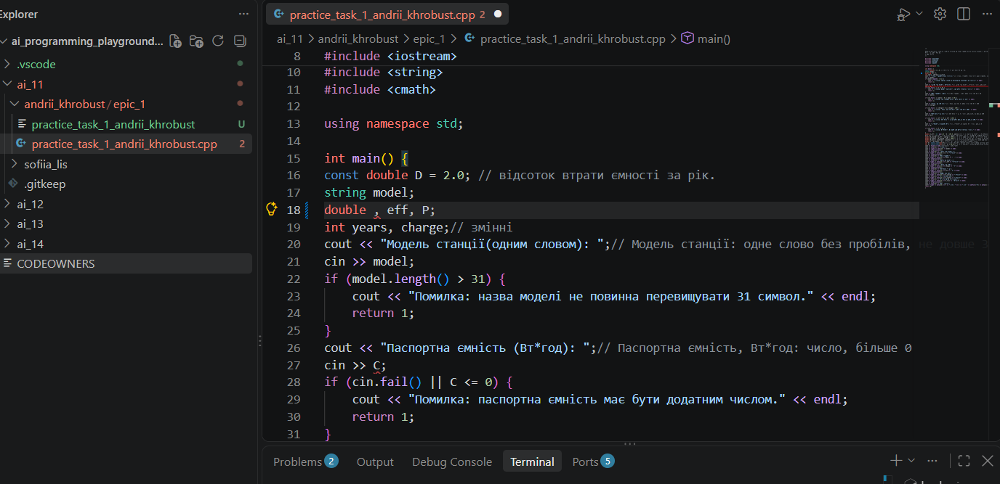 Explorer
ai_programming_playground...
.vscode
ai_11
andrii_khrobust / epic_1
practice_task_1_andrii_khrobust U
practice_task_1_andrii_khrobust.cpp 2
sofiia_lis
.gitkeep
ai_12
ai_13
ai_14
CODEOWNERS
practice_task_1_andrii_khrobust.cpp 2
ai_11 > andrii_khrobust > epic_1 > practice_task_1_andrii_khrobust.cpp > main()
8 #include <iostream>
10 #include <string>
11 #include <cmath>
12
13 using namespace std;
14
15 int main() {
16 const double D = 2.0; // відсоток втрати ємності за рік.
17 string model;
18 double , eff, P;
19 int years, charge;// змінні
20 cout << "Модель станції(одним словом): ";// Модель станції: одне слово без пробілів, не довше 3
21 cin >> model;
22 if (model.length() > 31) {
23 cout << "Помилка: назва моделі не повинна перевищувати 31 символ." << endl;
24 return 1;
25 }
26 cout << "Паспортна ємність (Вт*год): ";// Паспортна ємність, Вт*год: число, більше 0
27 cin >> C;
28 if (cin.fail() || C <= 0) {
29 cout << "Помилка: паспортна ємність має бути додатним числом." << endl;
30 return 1;
31 }
Problems 2 Output Debug Console Terminal Ports 5